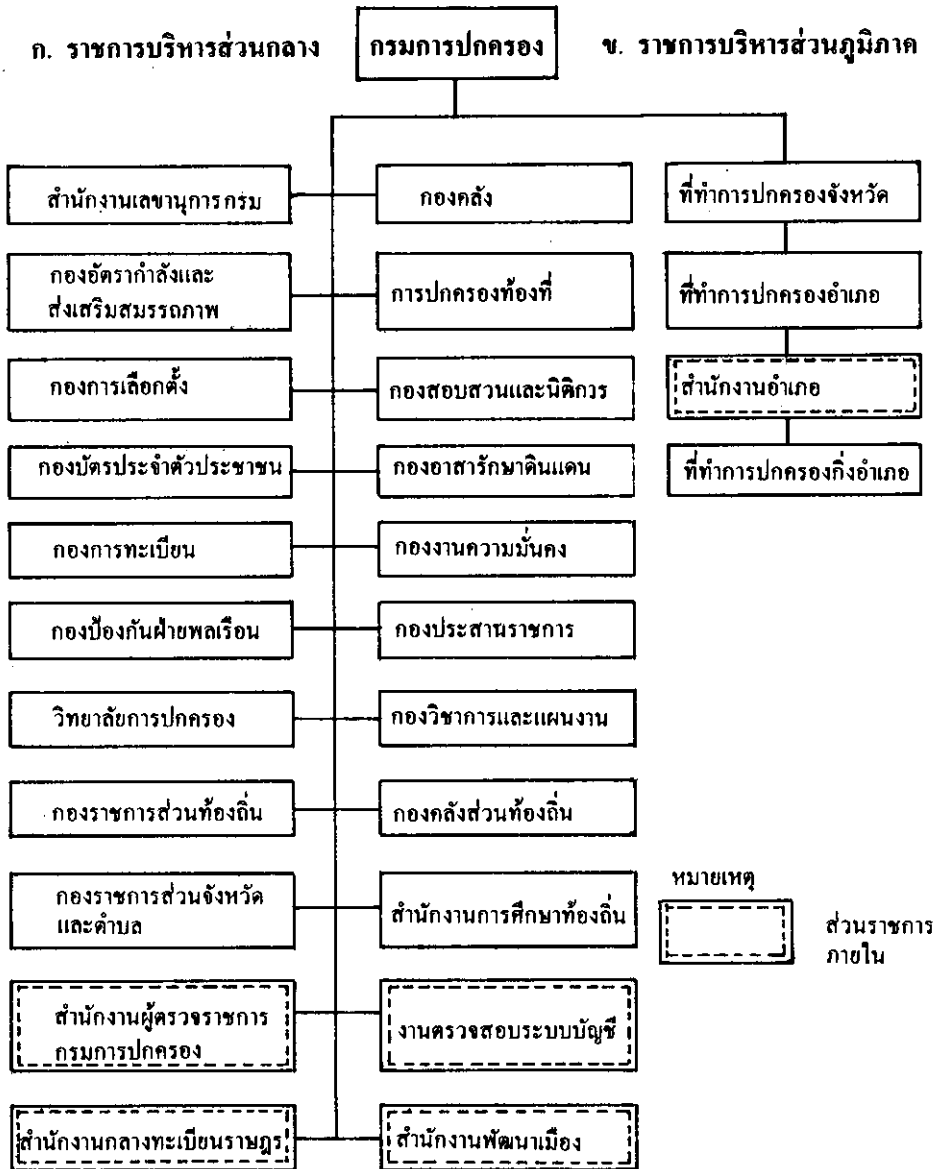 ก. ราชการบริหารส่วนกลาง
กรมการปกครอง
ข. ราชการบริหารส่วนภูมิภาค
สำนักงานเลขานุการกรม
กองคลัง
ที่ทำการปกครองจังหวัด
กองอัตรากำลังและ
ส่งเสริมสมรรถภาพ
การปกครองท้องที่
ที่ทำการปกครองอำเภอ
กองการเลือกตั้ง
กองสอบสวนและนิติการ
สำนักงานอำเภอ
กองบัตรประจำตัวประชาชน
กองอาสารักษาดินแดน
ที่ทำการปกครองกิ่งอำเภอ
กองการทะเบียน
กองงานความมั่นคง
กองป้องกันฝ่ายพลเรือน
กองประสานราชการ
วิทยาลัยการปกครอง
กองวิชาการและแผนงาน
กองราชการส่วนท้องถิ่น
กองคลังส่วนท้องถิ่น
กองราชการส่วนจังหวัด
และตำบล
สำนักงานการศึกษาท้องถิ่น
หมายเหตุ
ส่วนราชการ
ภายใน
สำนักงานผู้ตรวจราชการ
กรมการปกครอง
งานตรวจสอบระบบบัญชี
สำนักงานกลางทะเบียนราษฎร
สำนักงานพัฒนาเมือง